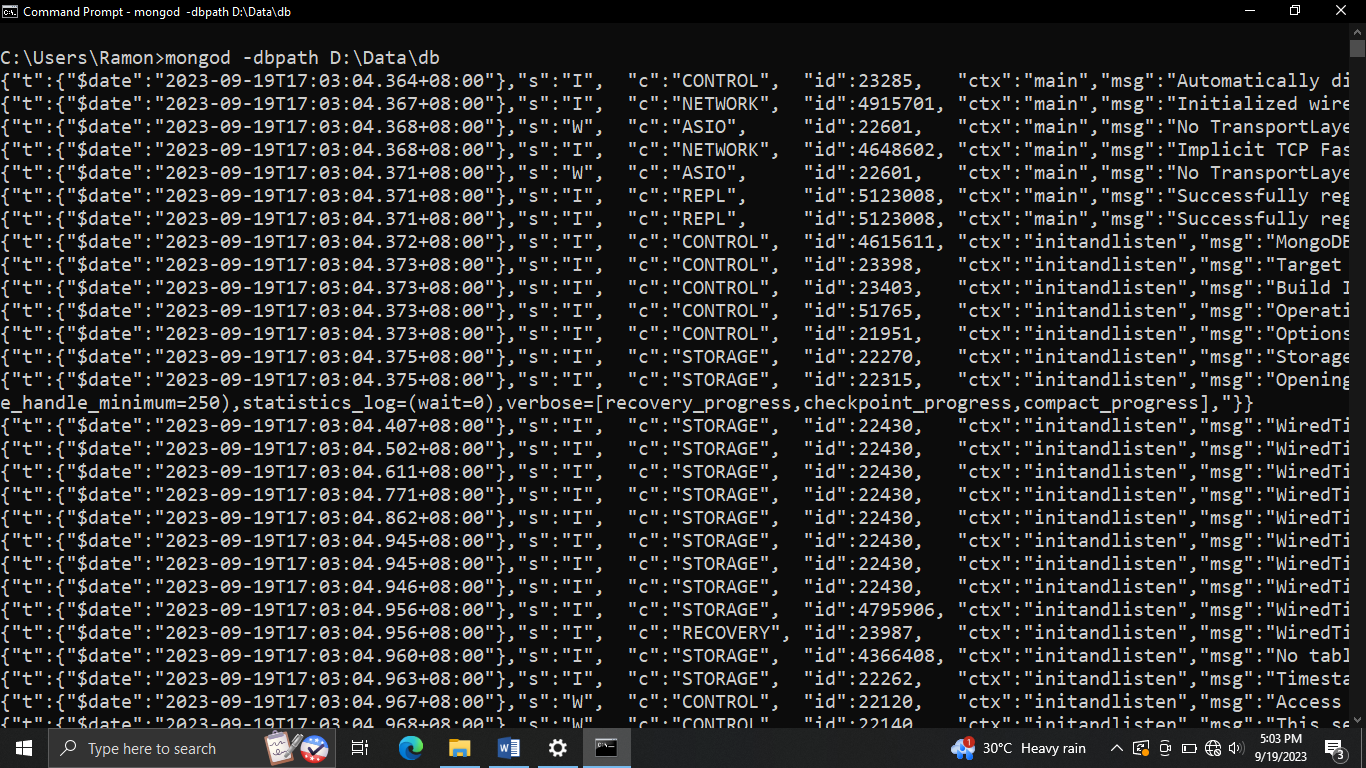 Command Prompt - mongod -dbpath D:\Data\db
C:\Users\Ramon>mongod -dbpath D:\Data\db
{"t":{"$date":"2023-09-19T17:03:04.364+08:00"},"s":"I", "c":"CONTROL", "id":23285, "ctx":"main","msg":"Automatically di
{"t":{"$date":"2023-09-19T17:03:04.367+08:00"},"s":"I", "c":"NETWORK", "id":4915701, "ctx":"main","msg":"Initialized wire
{"t":{"$date":"2023-09-19T17:03:04.368+08:00"},"s":"W", "c":"ASIO", "id":22601, "ctx":"main","msg":"No TransportLaye
{"t":{"$date":"2023-09-19T17:03:04.368+08:00"},"s":"I", "c":"NETWORK", "id":4648602, "ctx":"main","msg":"Implicit TCP Fas
{"t":{"$date":"2023-09-19T17:03:04.371+08:00"},"s":"W", "c":"ASIO", "id":22601, "ctx":"main","msg":"No TransportLaye
{"t":{"$date":"2023-09-19T17:03:04.371+08:00"},"s":"I", "c":"REPL", "id":5123008, "ctx":"main","msg":"Successfully reg
{"t":{"$date":"2023-09-19T17:03:04.371+08:00"},"s":"I", "c":"REPL", "id":5123008, "ctx":"main","msg":"Successfully reg
{"t":{"$date":"2023-09-19T17:03:04.372+08:00"},"s":"I", "c":"CONTROL", "id":4615611, "ctx":"initandlisten","msg":"MongoDB
{"t":{"$date":"2023-09-19T17:03:04.373+08:00"},"s":"I", "c":"CONTROL", "id":23398, "ctx":"initandlisten","msg":"Target
{"t":{"$date":"2023-09-19T17:03:04.373+08:00"},"s":"I", "c":"CONTROL", "id":23403, "ctx":"initandlisten","msg":"Build I
{"t":{"$date":"2023-09-19T17:03:04.373+08:00"},"s":"I", "c":"CONTROL", "id":51765, "ctx":"initandlisten","msg":"Operati
{"t":{"$date":"2023-09-19T17:03:04.373+08:00"},"s":"I", "c":"CONTROL", "id":21951, "ctx":"initandlisten","msg":"Options
{"t":{"$date":"2023-09-19T17:03:04.375+08:00"},"s":"I", "c":"STORAGE", "id":22270, "ctx":"initandlisten","msg":"Storage
{"t":{"$date":"2023-09-19T17:03:04.375+08:00"},"s":"I", "c":"STORAGE", "id":22315, "ctx":"initandlisten","msg":"Opening
e_handle_minimum=250),statistics_log=(wait=0),verbose=[recovery_progress,checkpoint_progress,compact_progress],"}}
{"t":{"$date":"2023-09-19T17:03:04.407+08:00"},"s":"I", "c":"STORAGE", "id":22430, "ctx":"initandlisten","msg":"WiredTi
{"t":{"$date":"2023-09-19T17:03:04.502+08:00"},"s":"I", "c":"STORAGE", "id":22430, "ctx":"initandlisten","msg":"WiredTi
{"t":{"$date":"2023-09-19T17:03:04.611+08:00"},"s":"I", "c":"STORAGE", "id":22430, "ctx":"initandlisten","msg":"WiredTi
{"t":{"$date":"2023-09-19T17:03:04.771+08:00"},"s":"I", "c":"STORAGE", "id":22430, "ctx":"initandlisten","msg":"WiredTi
{"t":{"$date":"2023-09-19T17:03:04.862+08:00"},"s":"I", "c":"STORAGE", "id":22430, "ctx":"initandlisten","msg":"WiredTi
{"t":{"$date":"2023-09-19T17:03:04.945+08:00"},"s":"I", "c":"STORAGE", "id":22430, "ctx":"initandlisten","msg":"WiredTi
{"t":{"$date":"2023-09-19T17:03:04.945+08:00"},"s":"I", "c":"STORAGE", "id":22430, "ctx":"initandlisten","msg":"WiredTi
{"t":{"$date":"2023-09-19T17:03:04.946+08:00"},"s":"I", "c":"STORAGE", "id":22430, "ctx":"initandlisten","msg":"WiredTi
{"t":{"$date":"2023-09-19T17:03:04.956+08:00"},"s":"I", "c":"STORAGE", "id":4795906, "ctx":"initandlisten","msg":"WiredTi
{"t":{"$date":"2023-09-19T17:03:04.956+08:00"},"s":"I", "c":"RECOVERY", "id":23987, "ctx":"initandlisten","msg":"WiredTi
{"t":{"$date":"2023-09-19T17:03:04.960+08:00"},"s":"I", "c":"STORAGE", "id":4366408, "ctx":"initandlisten","msg":"No tabl
{"t":{"$date":"2023-09-19T17:03:04.963+08:00"},"s":"I", "c":"STORAGE", "id":22262, "ctx":"initandlisten","msg":"Timesta
{"t":{"$date":"2023-09-19T17:03:04.967+08:00"},"s":"W", "c":"CONTROL", "id":22120, "ctx":"initandlisten","msg":"Access
{"t":{"$date":"2023-09-19T17:03:04.968+08:00"},"s":"W", "c":"CONTROL", "id":22140, "ctx":"initandlisten","msg":"This se
Type here to search
1
30°C Heavy rain
5:03 PM
9/19/2023
3